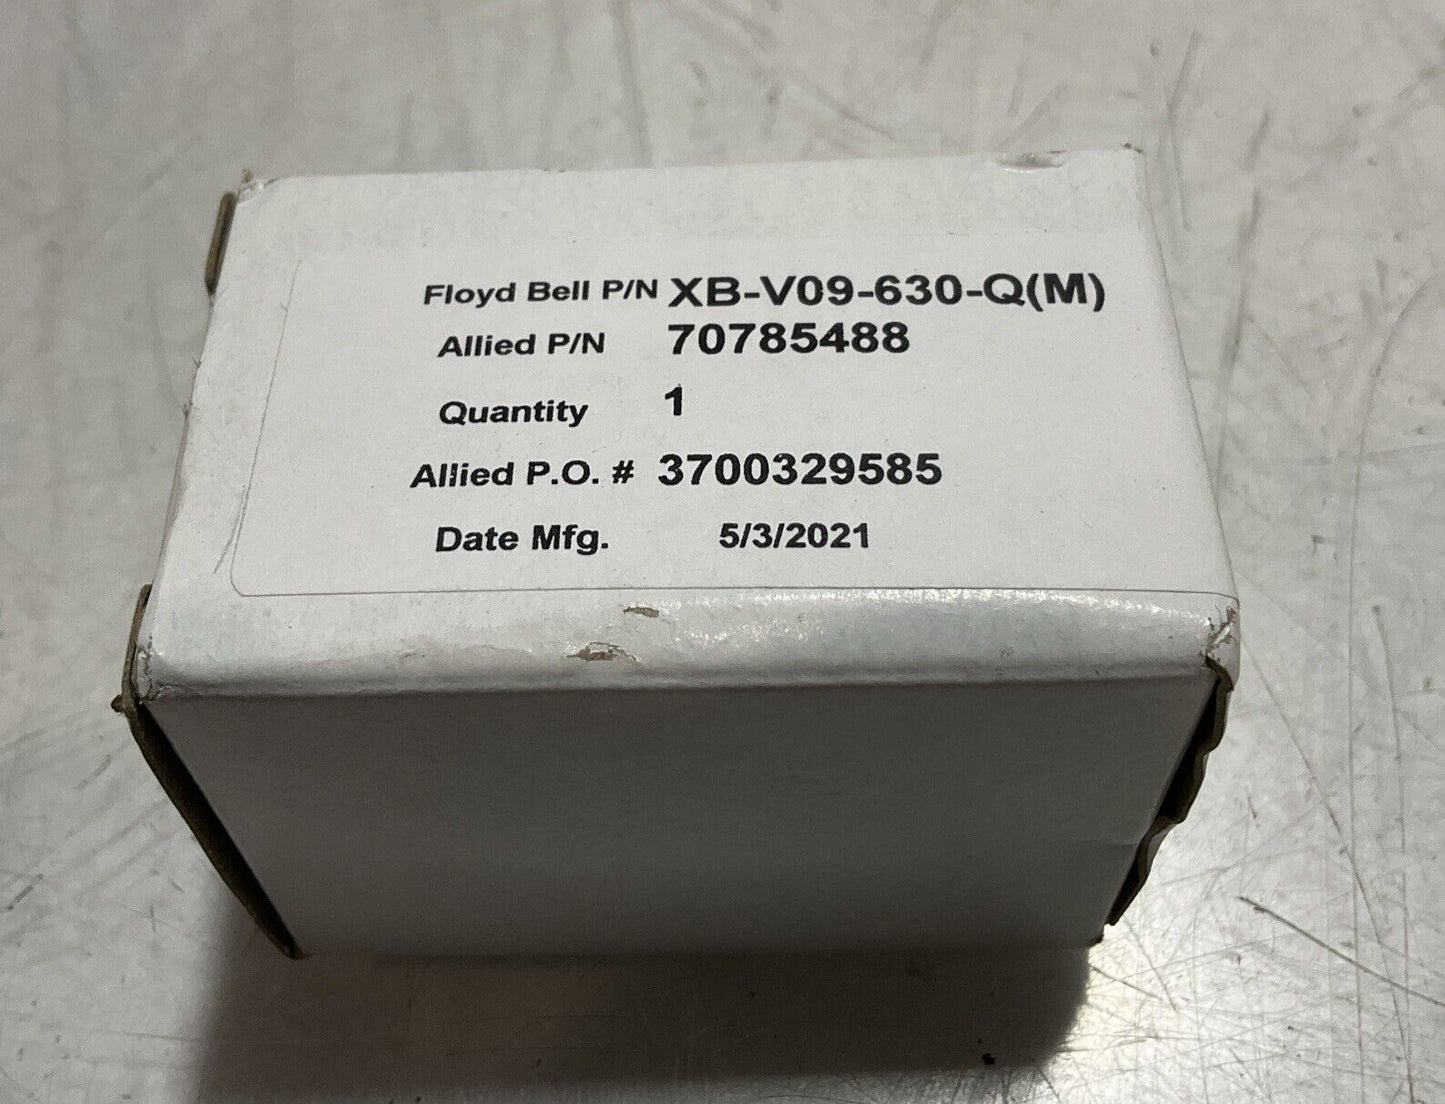 Floyd Bell P/N XB-V09-630-Q(M)
Allied P/N 70785488
Quantity 1
Allied P.O. # 3700329585
Date Mfg. 5/3/2021